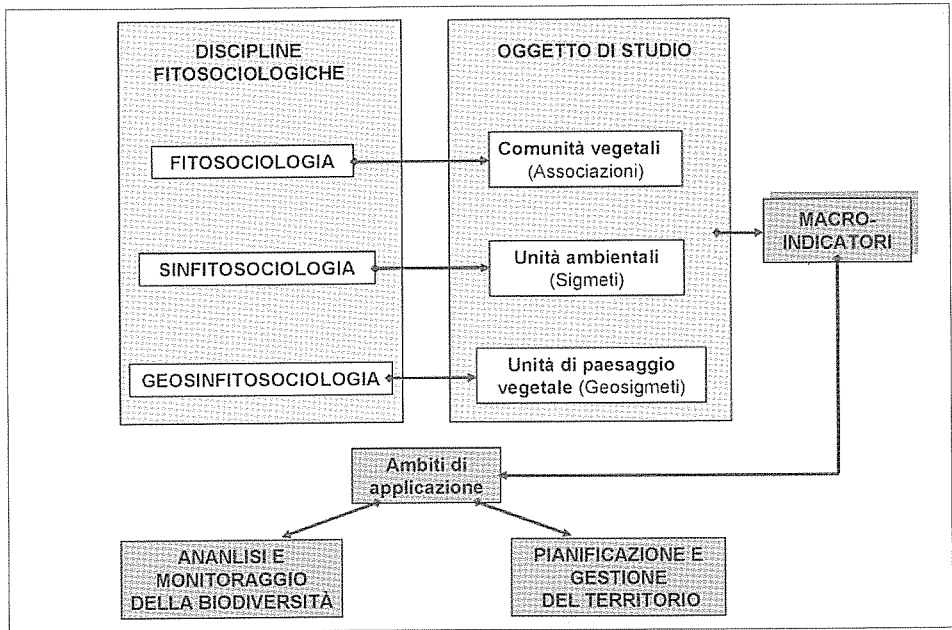 DISCIPLINE
FITOSOCIOLOGICHE
OGGETTO DI STUDIO
FITOSOCIOLOGIA
Comunità vegetali
(Associazioni)
MACRO-
INDICATORI
SINFITOSOCIOLOGIA
Unità ambientali
(Sigmeti)
GEOSINFITOSOCIOLOGIA
Unità di paesaggio
vegetale (Geosigmeti)
Ambiti di
applicazione
ANANLISI E
MONITORAGGIO
DELLA BIODIVERSITÀ
PIANIFICAZIONE E
GESTIONE
DEL TERRITORIO